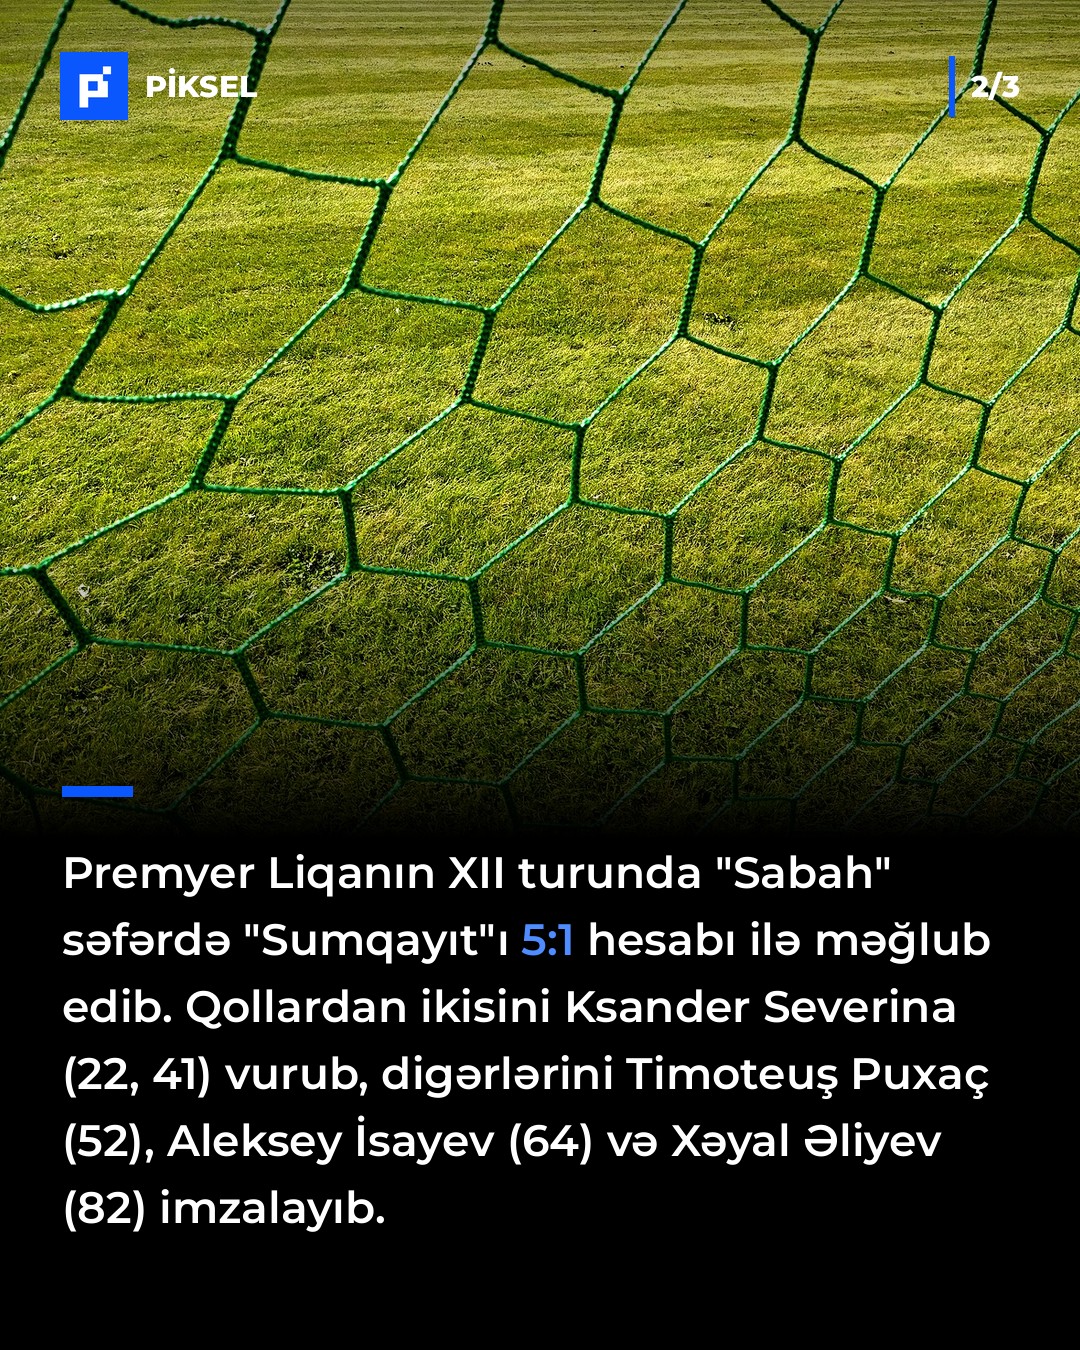 PİKSEL
2/3
Premyer Liqanın XII turunda "Sabah"
səfərdə "Sumqayıt"ı 5:1 hesabı ilə məğlub
edib. Qollardan ikisini Ksander Severina
(22, 41) vurub, digərlərini Timoteuş Puxaç
(52), Aleksey İsayev (64) və Xəyal Əliyev
(82) imzalayıb.